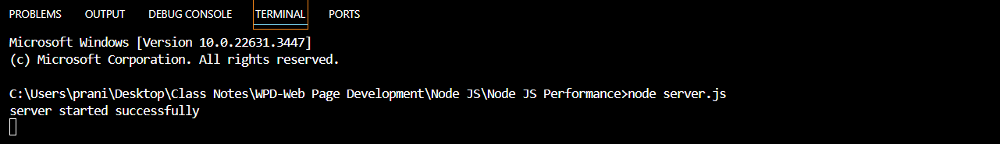 PROBLEMS OUTPUT DEBUG CONSOLE TERMINAL PORTS
Microsoft Windows [Version 10.0.22631.3447]
(c) Microsoft Corporation. All rights reserved.
C:\Users\prani\Desktop\Class Notes\WPD-Web Page Development\Node JS\Node JS Performance>node server.js
server started successfully